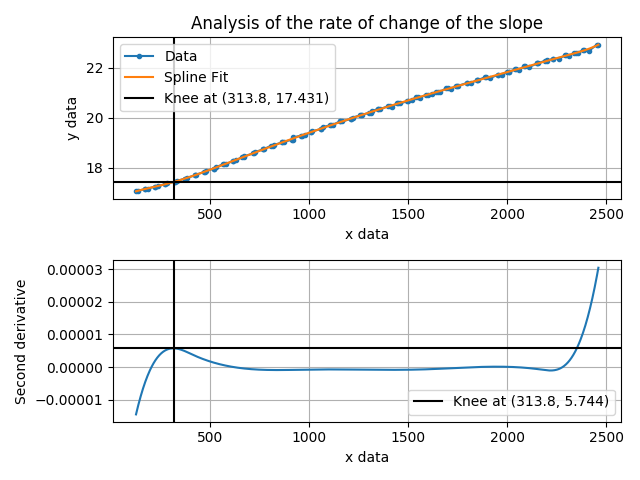 Analysis of the rate of change of the slope
Data
Spline Fit
Knee at (313.8, 17.431)
22
20
18
y data
500 1000 1500 2000 2500
x data
0.00003
0.00002
0.00001
0.00000
−0.00001
Second derivative
Knee at (313.8, 5.744)
500 1000 1500 2000 2500
x data